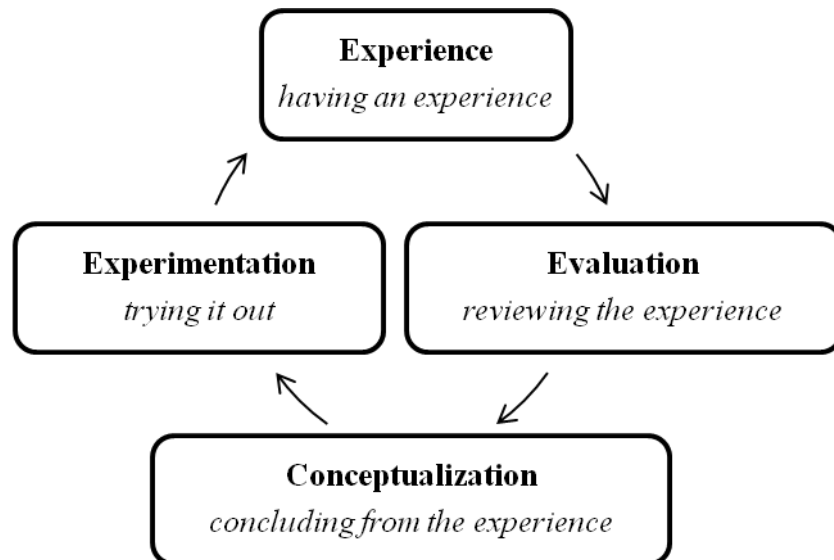 Experience
having an experience
Experimentation
trying it out
Evaluation
reviewing the experience
Conceptualization
concluding from the experience